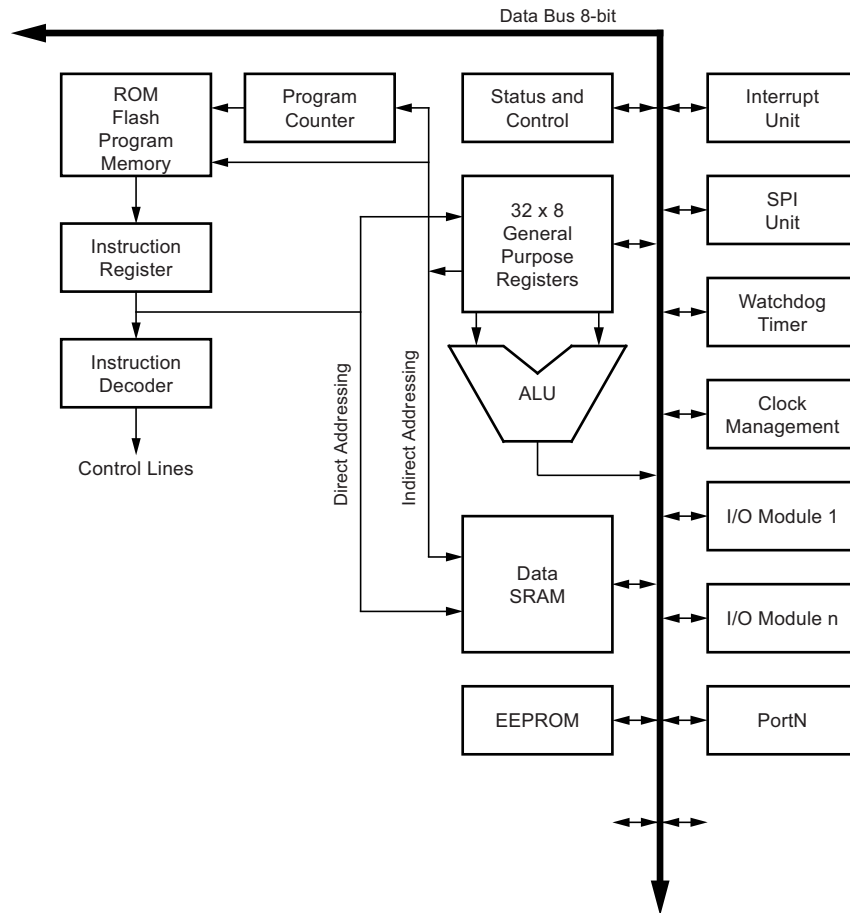 Data Bus 8-bit
ROM
Flash
Program
Memory
Program
Counter
Status and
Control
Interrupt
Unit
32 x 8
General
Purpose
Registers
SPI
Unit
Instruction
Register
Watchdog
Timer
Instruction
Decoder
ALU
Clock
Management
Control Lines
Direct Addressing
Indirect Addressing
I/O Module 1
Data
SRAM
I/O Module n
EEPROM
PortN